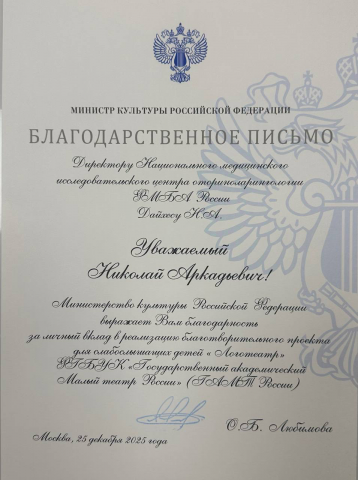 МИНИСТР КУЛЬТУРЫ РОССИЙСКОЙ ФЕДЕРАЦИИ
БЛАГОДАРСТВЕННОЕ ПИСЬМО
Директору Национального медицинского
исследовательского центра оториноларингологии
ФМБА России
Дайхесу Н.А.
Уважаемый
Николай Аркадьевич!
Министерство культуры Российской Федерации
выражает Вам благодарность
за личный вклад в реализацию благотворительного проекта
для слабослышащих детей «Логотеатр»
ФГБУК «Государственный академический
Малый театр России» (ГАМТ России)
О.Б. Любимова
Москва, 25 декабря 2025 года